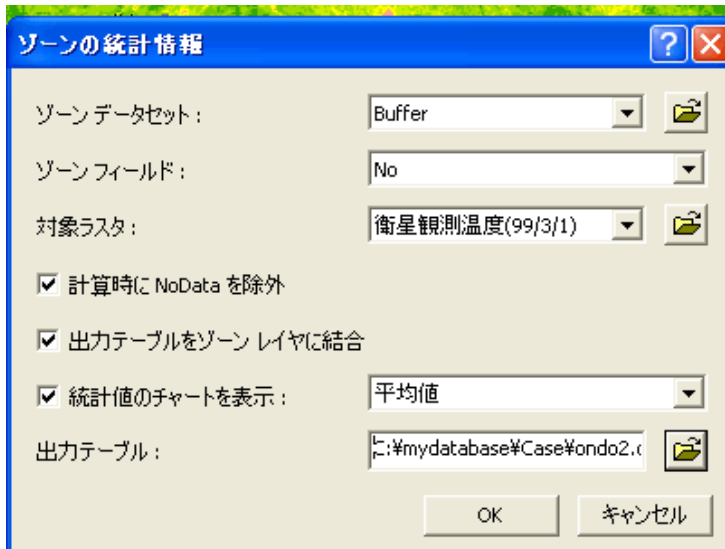 ゾーンの統計情報
ゾーン データセット： Buffer
ゾーン フィールド： No
対象ラスタ： 衛星観測温度(99/3/1)
計算時に NoData を除外
出力テーブルをゾーン レイヤに結合
統計値のチャートを表示： 平均値
出力テーブル： C:¥mydatabase¥Case¥ondo2.
OK キャンセル